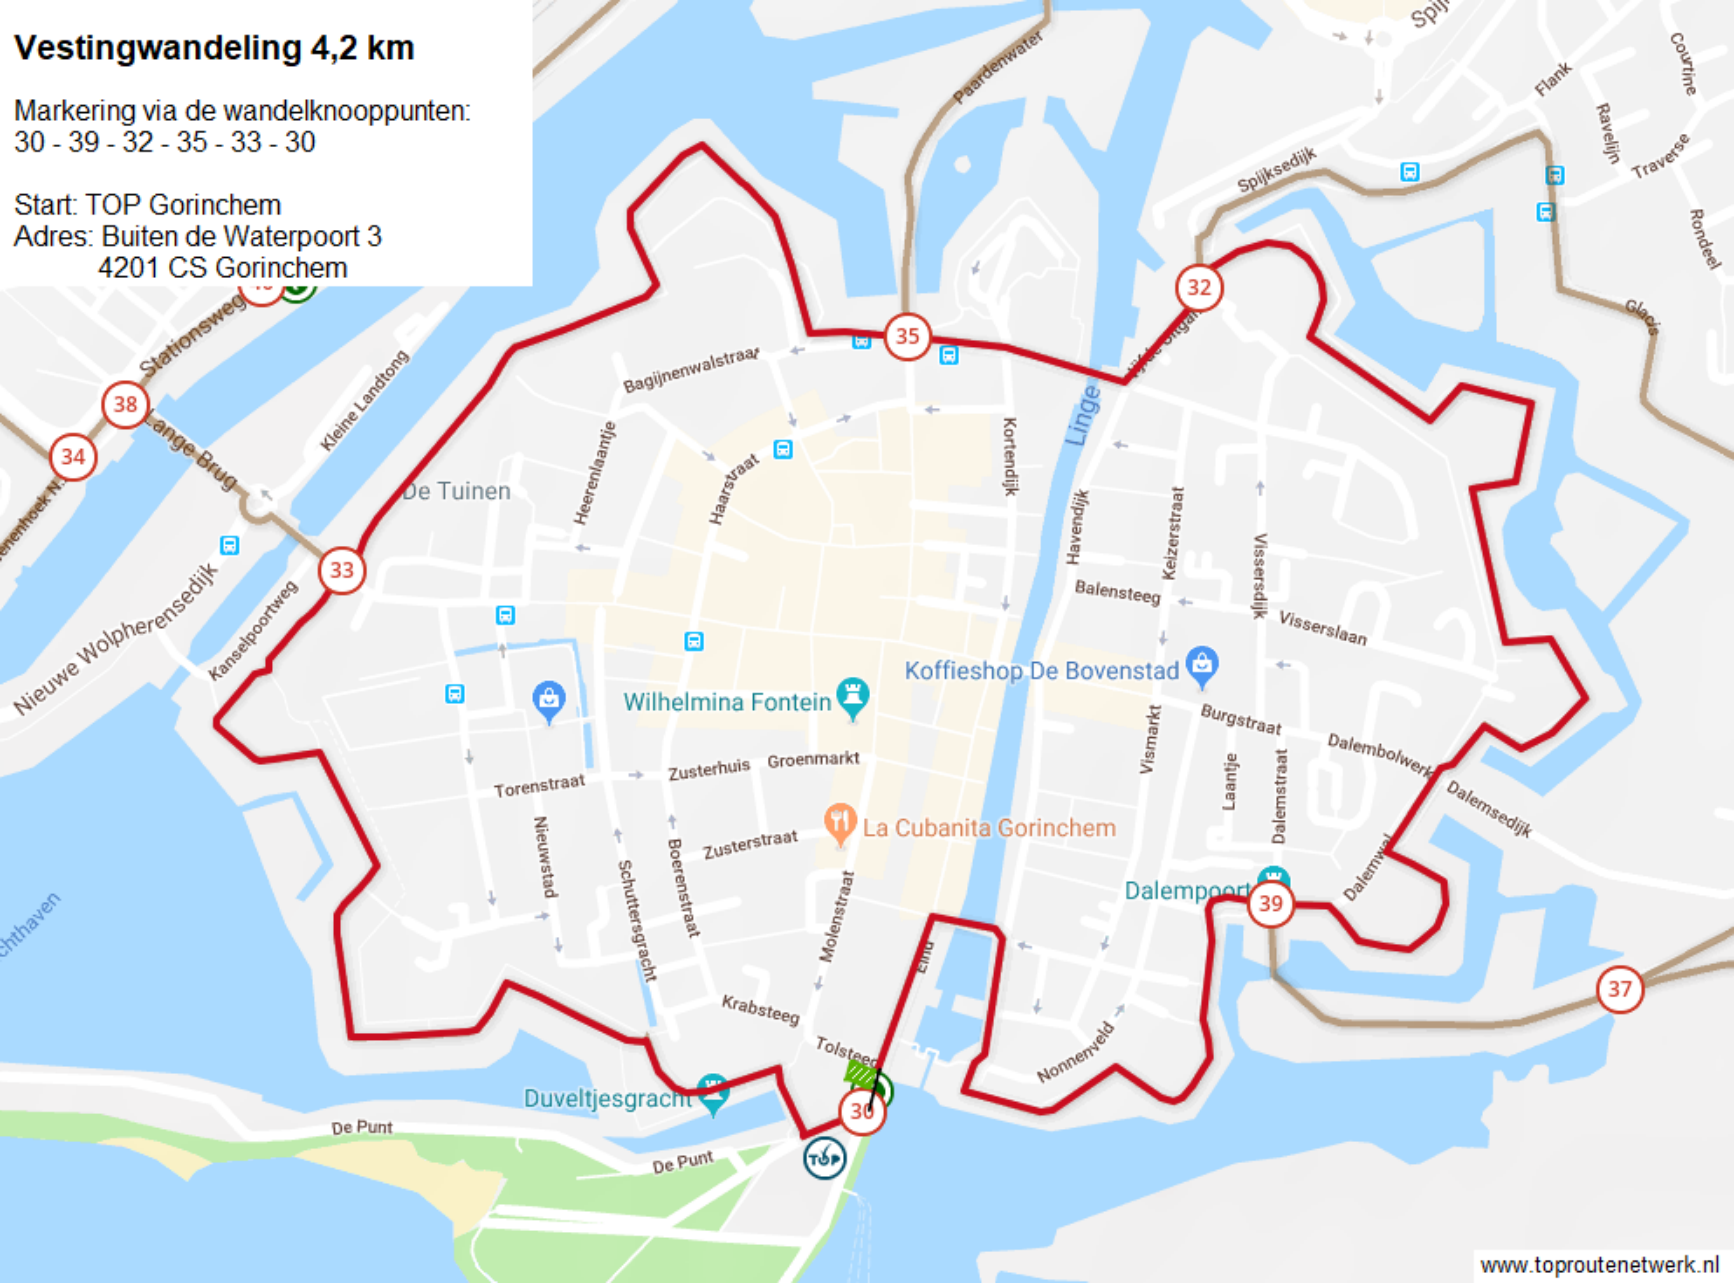 Vestingwandeling 4,2 km
Markering via de wandelknooppunten:
30 - 39 - 32 - 35 - 33 - 30
Start: TOP Gorinchem
Adres: Buiten de Waterpoort 3
4201 CS Gorinchem
Paardenwater
Spijksedijk
Flank
Courtine
Ravelijn
Traverse
Rondeel
Glacis
Stationsweg
32
35
38
34
33
Lange Brug
Kleine Landtong
Bagijnenwalstraat
Heerenlaantje
Haarstraat
Kortendijk
Linge
De Tuinen
Nieuwe Wolpherensedijk
Kanselpoortweg
Havendijk
Keizerstraat
Vissersdijk
Balensteeg
Visserslaan
Koffieshop De Bovenstad
Wilhelmina Fontein
Burgstraat
Dalembolwerk
Vismarkt
Laantje
Dalemstraat
Dalemsedijk
Torenstraat
Zusterhuis
Groenmarkt
La Cubanita Gorinchem
Zusterstraat
Nieuwstad
Boerenstraat
Schuttersgracht
Molenstraat
Dalempoort
Dalemwal
39
37
Eind
Krabsteeg
Tolsteeg
Nonnenveld
Duveltjesgracht
30
TOP
De Punt
De Punt
www.toproutenetwerk.nl